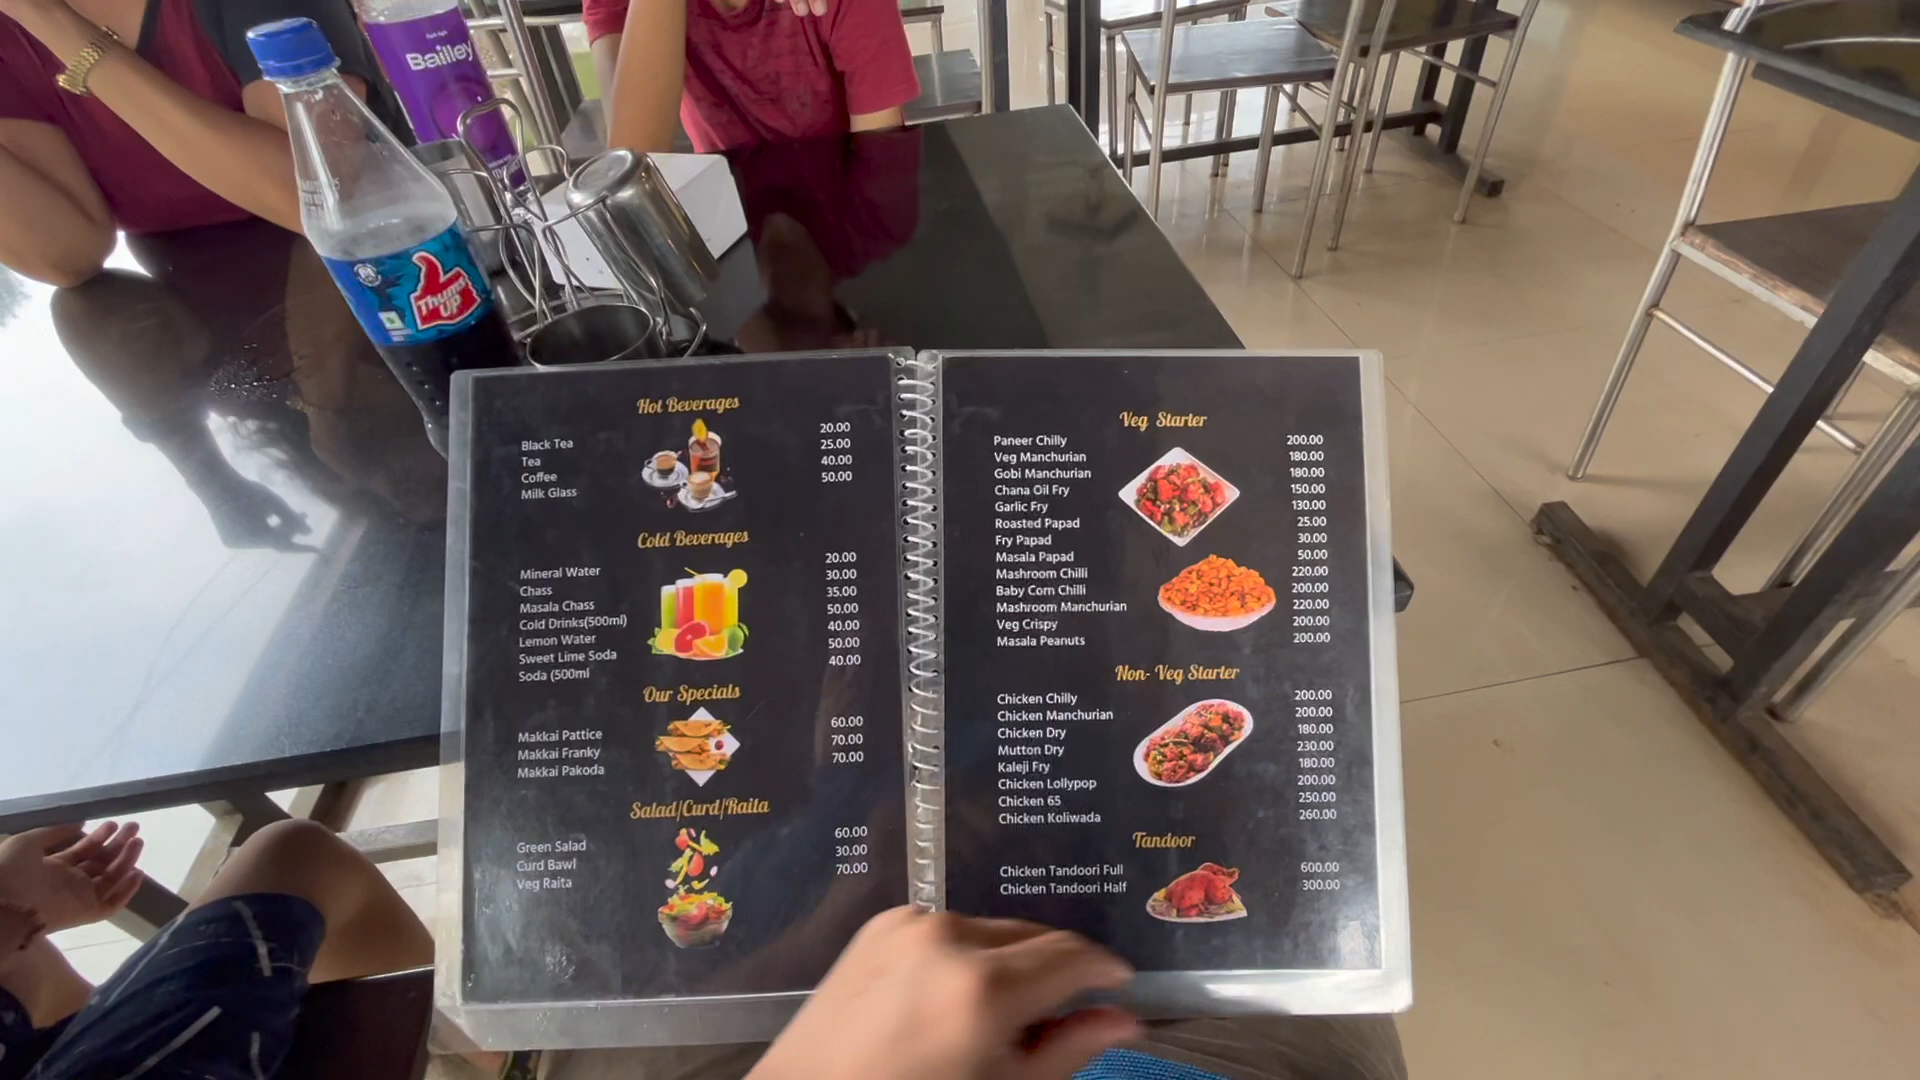 Bailley
Thums
UP
Hot Beverages
Black Tea 20.00
Tea 25.00
Coffee 40.00
Milk Glass 50.00
Cold Beverages
Mineral Water 20.00
Chass 30.00
Masala Chass 35.00
Cold Drinks(500ml) 50.00
Lemon Water 40.00
Sweet Lime Soda 50.00
Soda (500ml 40.00
Our Specials
Makkai Pattice 60.00
Makkai Franky 70.00
Makkai Pakoda 70.00
Salad/Curd/Raita
Green Salad 60.00
Curd Bawl 30.00
Veg Raita 70.00
Veg Starter
Paneer Chilly 200.00
Veg Manchurian 180.00
Gobi Manchurian 180.00
Chana Oil Fry 150.00
Garlic Fry 130.00
Roasted Papad 25.00
Fry Papad 30.00
Masala Papad 50.00
Mashroom Chilli 220.00
Baby Corn Chilli 200.00
Mashroom Manchurian 220.00
Veg Crispy 200.00
Masala Peanuts 200.00
Non- Veg Starter
Chicken Chilly 200.00
Chicken Manchurian 200.00
Chicken Dry 180.00
Mutton Dry 230.00
Kaleji Fry 180.00
Chicken Lollypop 200.00
Chicken 65 250.00
Chicken Koliwada 260.00
Tandoor
Chicken Tandoori Full 600.00
Chicken Tandoori Half 300.00